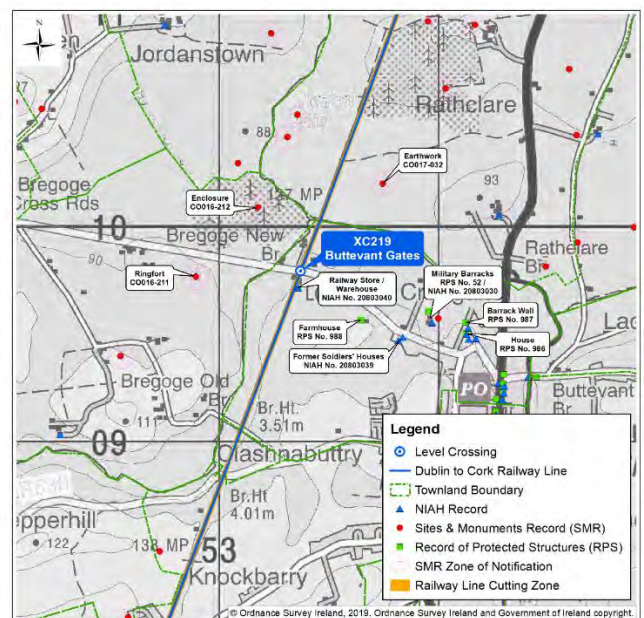 N
Jordanstown
Rathclare
88
Earthwork
CO017-032
93
Bregoge
Cross Rds
Enclosure
CO016-212
137 MP
10
Bregoge New
Br
XC219
Buttevant Gates
Rathclare
Br
90
Ringfort
CO016-211
Railway Store /
Warehouse
NIAH No. 20803040
Military Barracks
RPS No. 52 /
NIAH No. 20803030
Barrack Wall
RPS No. 987
Farmhouse
RPS No. 988
House
RPS No. 986
Former Soldiers' Houses
NIAH No. 20803039
Bregoge Old
Br
111
PO
Buttevant
Br
Br.Ht.
3.51m
09
Clashnabuttry
Br.Ht
4.01m
epperhill
122
138 MP
53
Knockbarry
Legend
Level Crossing
Dublin to Cork Railway Line
Townland Boundary
NIAH Record
Sites & Monuments Record (SMR)
Record of Protected Structures (RPS)
SMR Zone of Notification
Railway Line Cutting Zone
© Ordnance Survey Ireland, 2019. Ordnance Survey Ireland and Government of Ireland copyright.